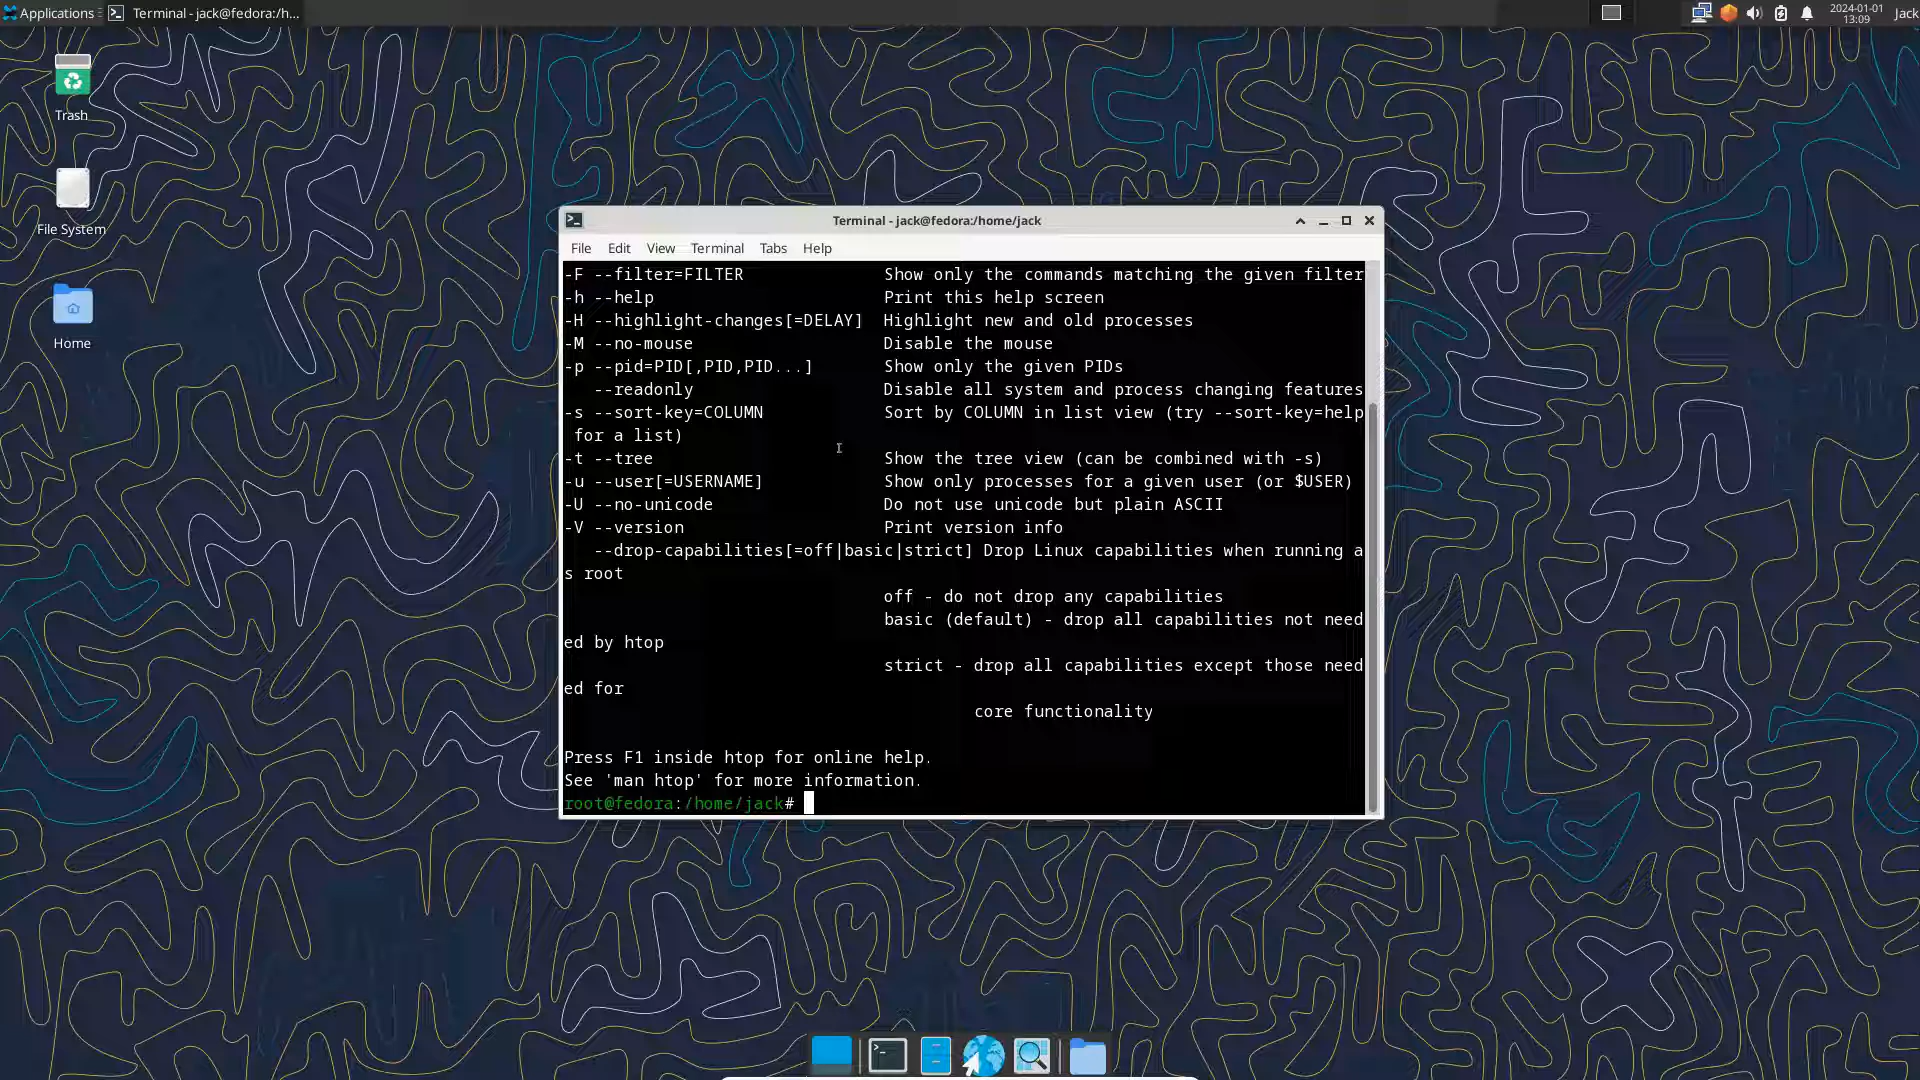 Applications
Terminal - jack@fedora:/h...
2024-01-01
13:09
Jack
Trash
File System
Home
Terminal - jack@fedora:/home/jack
File Edit View Terminal Tabs Help
-F --filter=FILTER              Show only the commands matching the given filter
-h --help                       Print this help screen
-H --highlight-changes[=DELAY]  Highlight new and old processes
-M --no-mouse                   Disable the mouse
-p --pid=PID[,PID,PID...]       Show only the given PIDs
   --readonly                   Disable all system and process changing features
-s --sort-key=COLUMN            Sort by COLUMN in list view (try --sort-key=help
 for a list)
-t --tree                       Show the tree view (can be combined with -s)
-u --user[=USERNAME]            Show only processes for a given user (or $USER)
-U --no-unicode                 Do not use unicode but plain ASCII
-V --version                    Print version info
   --drop-capabilities[=off|basic|strict] Drop Linux capabilities when running a
s root
                                off - do not drop any capabilities
                                basic (default) - drop all capabilities not need
ed by htop
                                strict - drop all capabilities except those need
ed for
                                         core functionality
Press F1 inside htop for online help.
See 'man htop' for more information.
root@fedora:/home/jack#